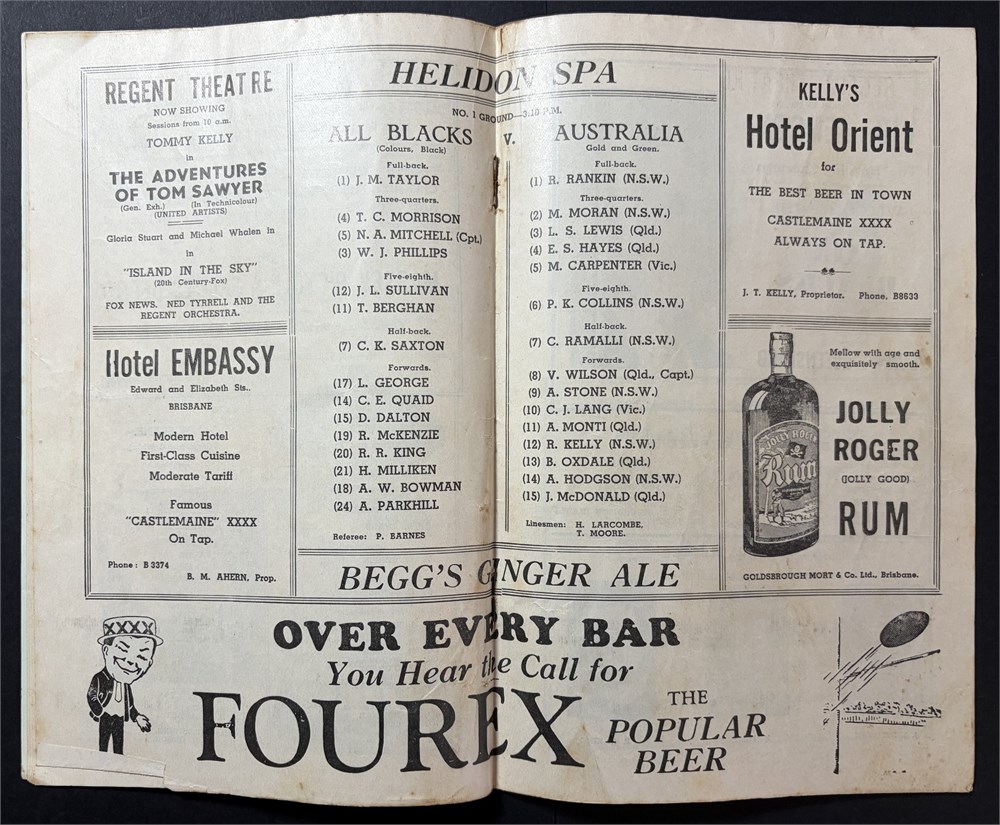 REGENT THEATRE
NOW SHOWING
Sessions from 10 a.m.
TOMMY KELLY
in
THE ADVENTURES
OF TOM SAWYER
(Gen. Exh.) (In Technicolour)
(UNITED ARTISTS)
Gloria Stuart and Michael Whalen in
in
"ISLAND IN THE SKY"
(20th Century-Fox)
FOX NEWS. NED TYRRELL AND THE
REGENT ORCHESTRA.
Hotel EMBASSY
Edward and Elizabeth Sts..
BRISBANE
Modern Hotel
First-Class Cuisine
Moderate Tariff
Famous
"CASTLEMAINE" XXXX
On Tap.
Phone: B 3374
B. M. AHERN, Prop.
HELIDON SPA
NO. 1 GROUND—3.10 P.M.
ALL BLACKS V. AUSTRALIA
(Colours, Black)
Full-back.
(1) J. M. TAYLOR
Three-quarters.
(4) T. C. MORRISON
(5) N. A. MITCHELL (Cpt.)
(3) W. J. PHILLIPS
Five-eighth.
(12) J. L. SULLIVAN
(11) T. BERGHAN
Half-back.
(7) C. K. SAXTON
Forwards.
(17) L. GEORGE
(14) C. E. QUAID
(15) D. DALTON
(19) R. McKENZIE
(20) R. R. KING
(21) H. MILLIKEN
(18) A. W. BOWMAN
(24) A. PARKHILL
Referee: P. BARNES
Gold and Green.
Full-back.
(1) R. RANKIN (N.S.W.)
Three-quarters.
(2) M. MORAN (N.S.W.)
(3) L. S. LEWIS (Qld.)
(4) E. S. HAYES (Qld.)
(5) M. CARPENTER (Vic.)
Five-eighth.
(6) P. K. COLLINS (N.S.W.)
Half-back.
(7) C. RAMALLI (N.S.W.)
Forwards.
(8) V. WILSON (Qld., Capt.)
(9) A. STONE (N.S.W.)
(10) C. J. LANG (Vic.)
(11) A. MONTI (Qld.)
(12) R. KELLY (N.S.W.)
(13) B. OXDALE (Qld.)
(14) A. HODGSON (N.S.W.)
(15) J. McDONALD (Qld.)
Linesmen: H. LARCOMBE,
T. MOORE.
BEGG'S GINGER ALE
KELLY'S
Hotel Orient
for
THE BEST BEER IN TOWN
CASTLEMAINE XXXX
ALWAYS ON TAP.
J. T. KELLY, Proprietor. Phone, B8633
Mellow with age and
exquisitely smooth.
JOLLY
ROGER
(JOLLY GOOD)
RUM
JOLLY ROGER
Rum
GOLDSBROUGH MORT & Co. Ltd., Brisbane.
XXXX
OVER EVERY BAR
You Hear the Call for
FOUREX
THE
POPULAR
BEER